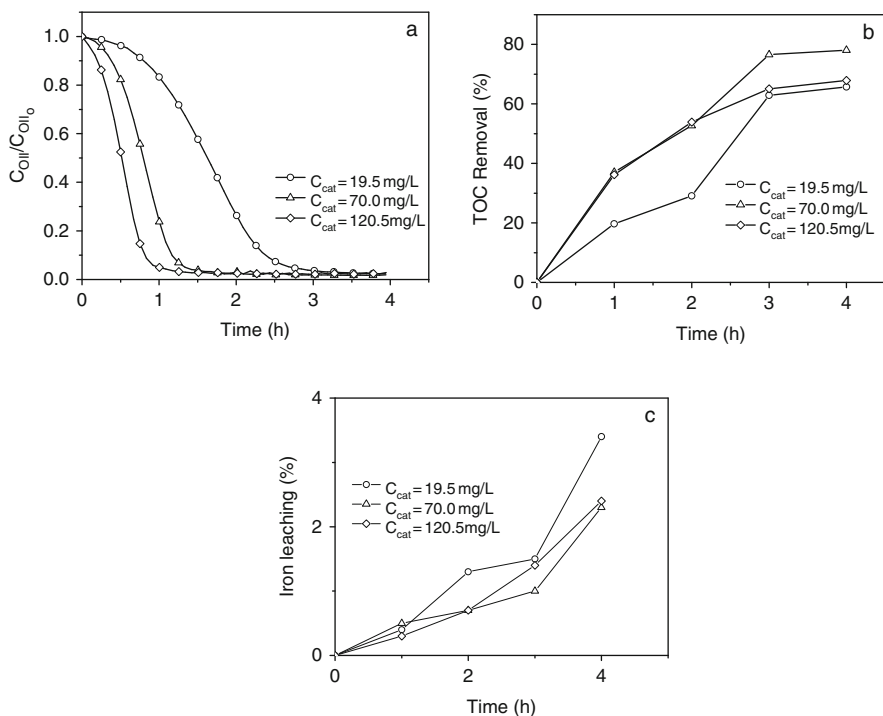 a
1.0
0.8
0.6
0.4
0.2
0.0
C_OII/C_OII_o
C_cat = 19.5 mg/L
C_cat = 70.0 mg/L
C_cat = 120.5mg/L
0 1 2 3 4
Time (h)
b
80
60
40
20
0
TOC Removal (%)
C_cat = 19.5 mg/L
C_cat = 70.0 mg/L
C_cat = 120.5mg/L
0 1 2 3 4
Time (h)
c
4
2
0
Iron leaching (%)
C_cat = 19.5 mg/L
C_cat = 70.0 mg/L
C_cat = 120.5mg/L
0 2 4
Time (h)